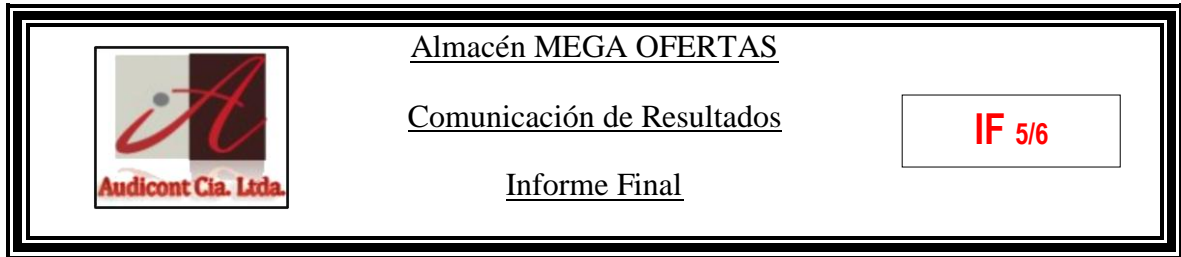 Almacén MEGA OFERTAS
Comunicación de Resultados
Informe Final
IF 5/6
Audicont Cia. Ltda.